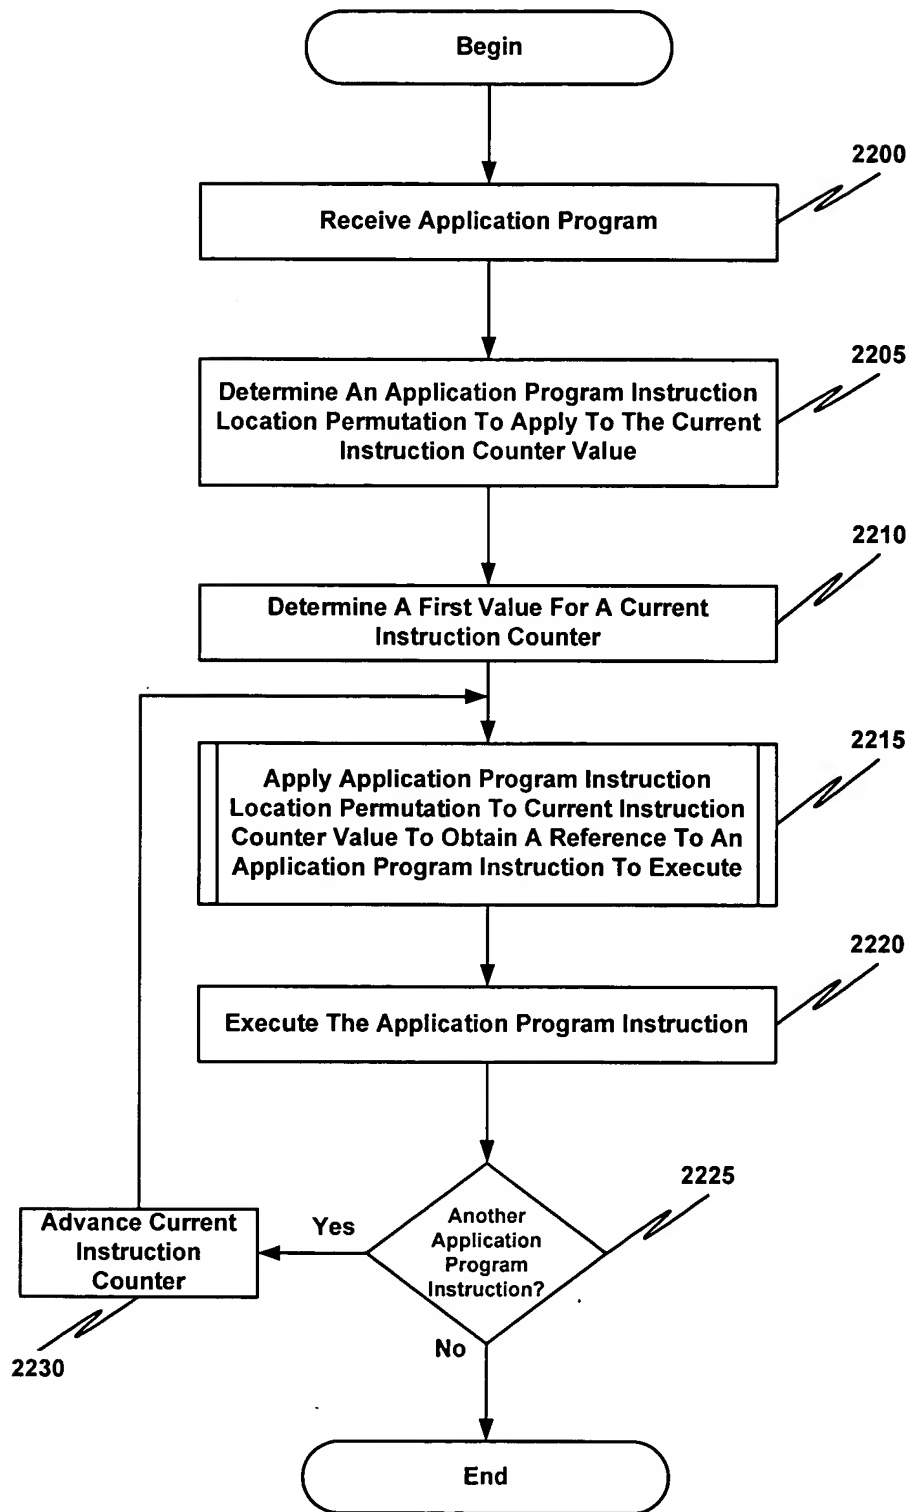 Begin
2200
Receive Application Program
2205
Determine An Application Program Instruction
Location Permutation To Apply To The Current
Instruction Counter Value
2210
Determine A First Value For A Current
Instruction Counter
2215
Apply Application Program Instruction
Location Permutation To Current Instruction
Counter Value To Obtain A Reference To An
Application Program Instruction To Execute
2220
Execute The Application Program Instruction
2225
Another
Application
Program
Instruction?
Yes
Advance Current
Instruction
Counter
2230
No
End